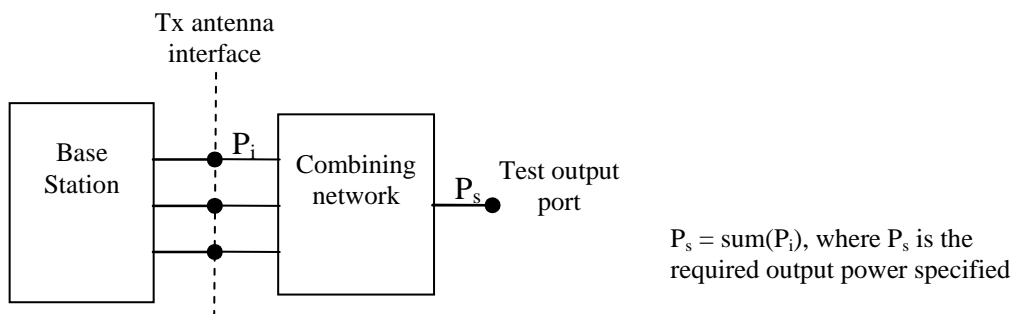 Tx antenna
interface
Base
Station
Pi
Combining
network
Ps
Test output
port
Ps = sum(Pi), where Ps is the
required output power specified